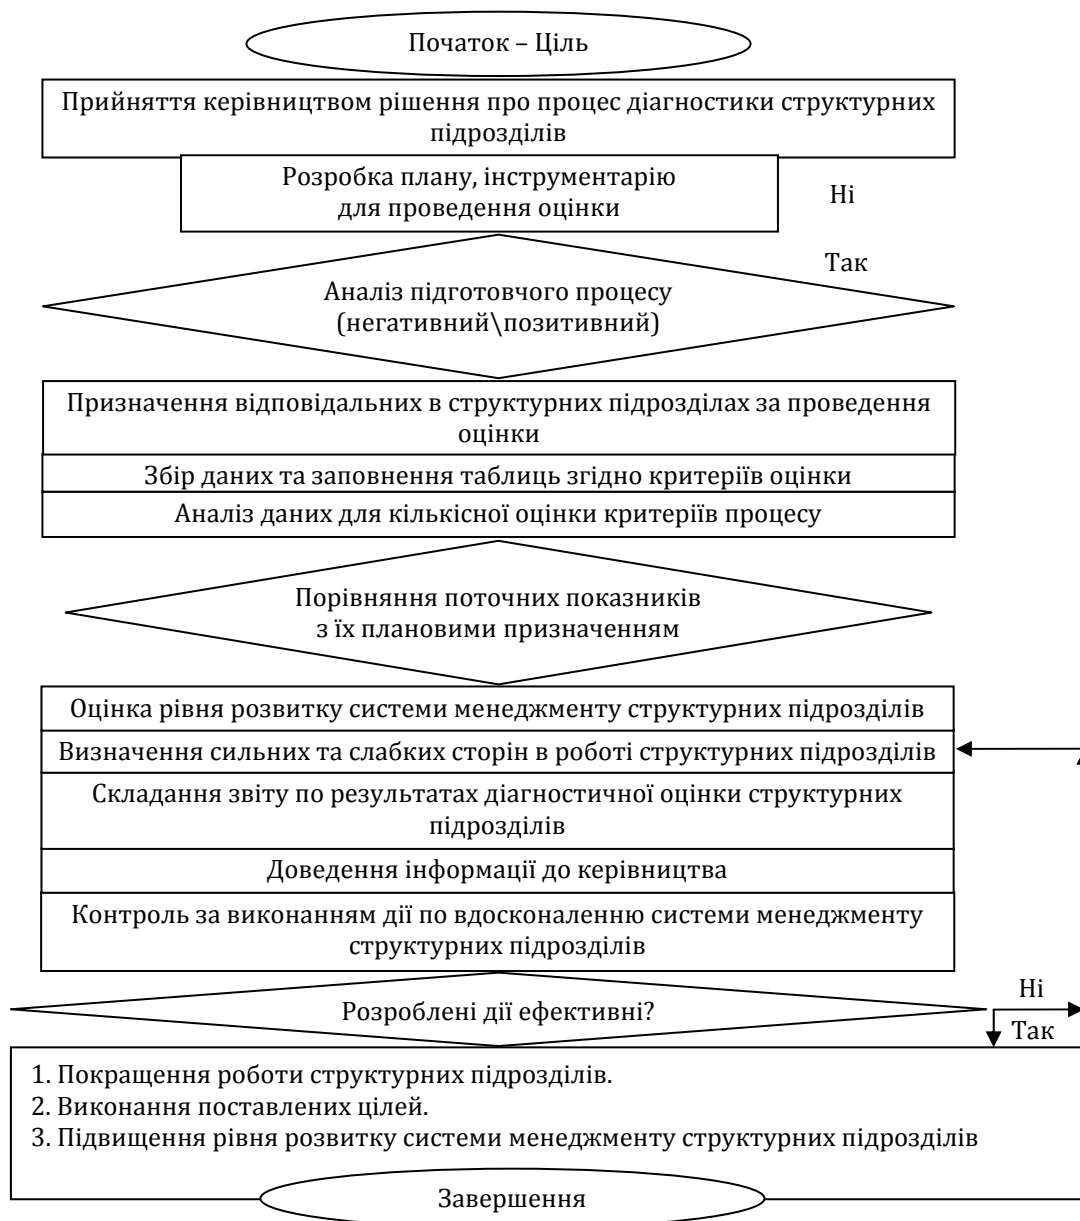 Початок – Ціль
Прийняття керівництвом рішення про процес діагностики структурних
підрозділів
Розробка плану, інструментарію
для проведення оцінки
Ні
Так
Аналіз підготовчого процесу
(негативний\позитивний)
Призначення відповідальних в структурних підрозділах за проведення
оцінки
Збір даних та заповнення таблиць згідно критеріїв оцінки
Аналіз даних для кількісної оцінки критеріїв процесу
Порівняння поточних показників
з їх плановими призначенням
Оцінка рівня розвитку системи менеджменту структурних підрозділів
Визначення сильних та слабких сторін в роботі структурних підрозділів
Складання звіту по результатах діагностичної оцінки структурних
підрозділів
Доведення інформації до керівництва
Контроль за виконанням дії по вдосконаленню системи менеджменту
структурних підрозділів
Розроблені дії ефективні?
Ні
Так
1. Покращення роботи структурних підрозділів.
2. Виконання поставлених цілей.
3. Підвищення рівня розвитку системи менеджменту структурних підрозділів
Завершення